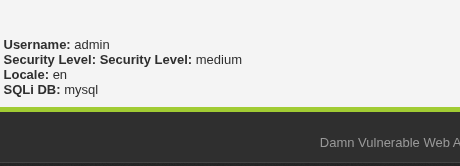 Username: admin
Security Level: Security Level: medium
Locale: en
SQLi DB: mysql
Damn Vulnerable Web A